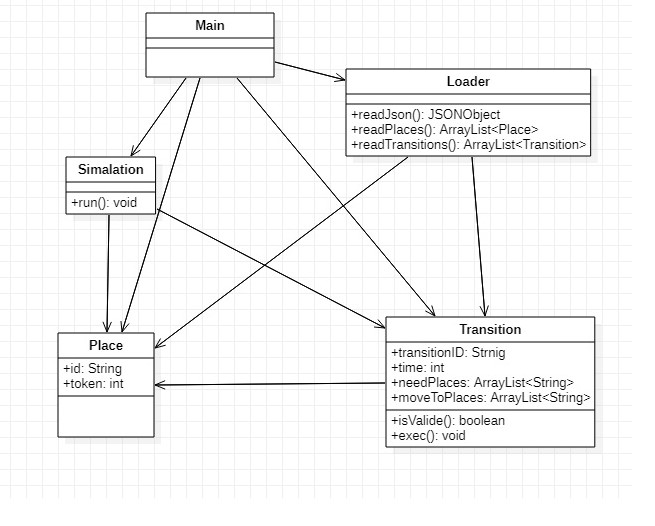 Main
Loader
+readJson(): JSONObject
+readPlaces(): ArrayList<Place>
+readTransitions(): ArrayList<Transition>
Simalation
+run(): void
Place
+id: String
+token: int
Transition
+transitionID: Strnig
+time: int
+needPlaces: ArrayList<String>
+moveToPlaces: ArrayList<String>
+isValide(): boolean
+exec(): void